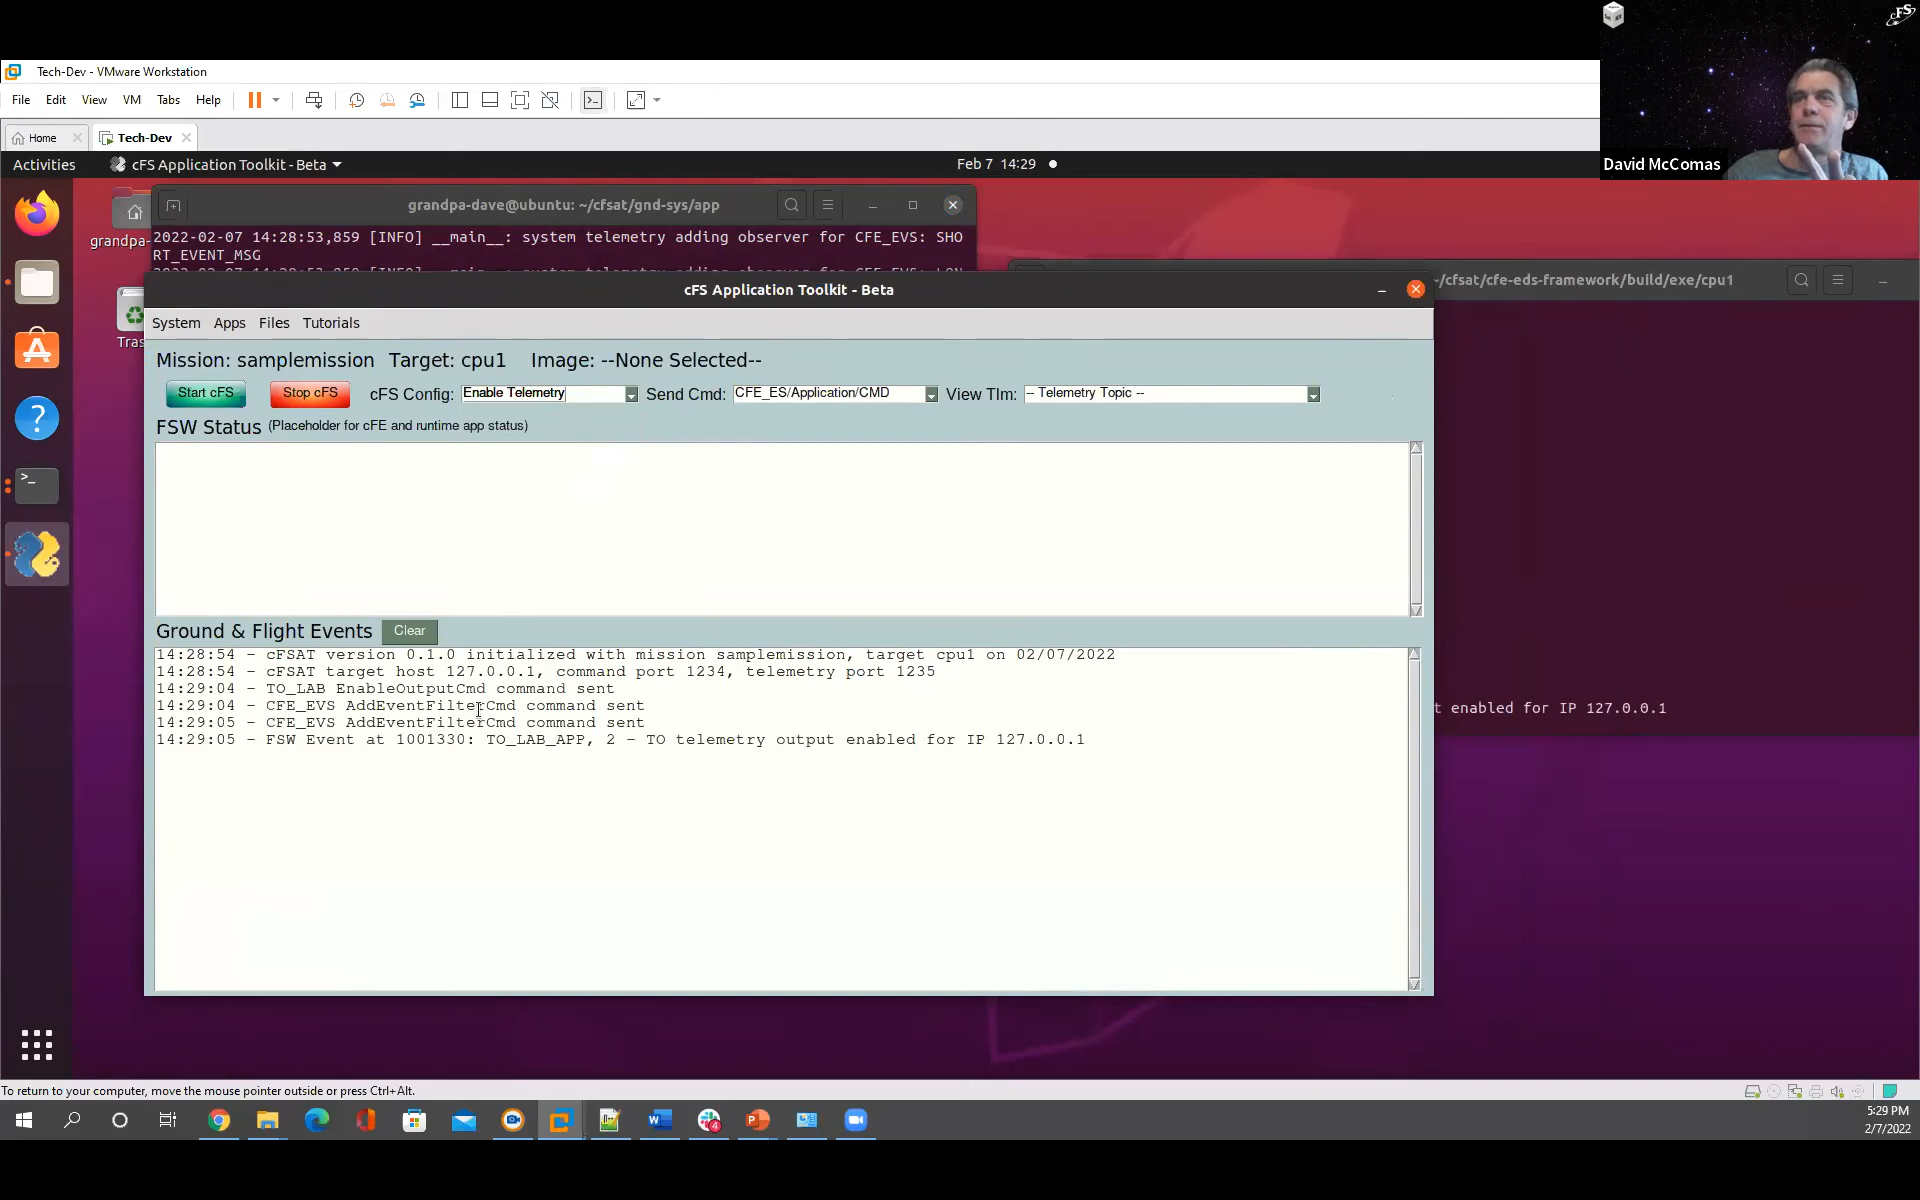 cFS
David McComas
Tech-Dev - VMware Workstation
File Edit View VM Tabs Help
Home Tech-Dev
Activities cFS Application Toolkit - Beta Feb 7 14:29
grandpa-dave@ubuntu: ~/cfsat/gnd-sys/app
grandpa-
2022-02-07 14:28:53,859 [INFO] __main__: system telemetry adding observer for CFE_EVS: SHO
RT_EVENT_MSG
~/cfsat/cfe-eds-framework/build/exe/cpu1
cFS Application Toolkit - Beta
Tras
System Apps Files Tutorials
Mission: samplemission Target: cpu1 Image: --None Selected--
Start cFS Stop cFS cFS Config: Enable Telemetry Send Cmd: CFE_ES/Application/CMD View Tlm: -- Telemetry Topic --
FSW Status (Placeholder for cFE and runtime app status)
Ground & Flight Events Clear
14:28:54 - cFSAT version 0.1.0 initialized with mission samplemission, target cpu1 on 02/07/2022
14:28:54 - cFSAT target host 127.0.0.1, command port 1234, telemetry port 1235
14:29:04 - TO_LAB EnableOutputCmd command sent
14:29:04 - CFE_EVS AddEventFilterCmd command sent
14:29:05 - CFE_EVS AddEventFilterCmd command sent
14:29:05 - FSW Event at 1001330: TO_LAB_APP, 2 - TO telemetry output enabled for IP 127.0.0.1
t enabled for IP 127.0.0.1
To return to your computer, move the mouse pointer outside or press Ctrl+Alt.
4
5:29 PM
2/7/2022